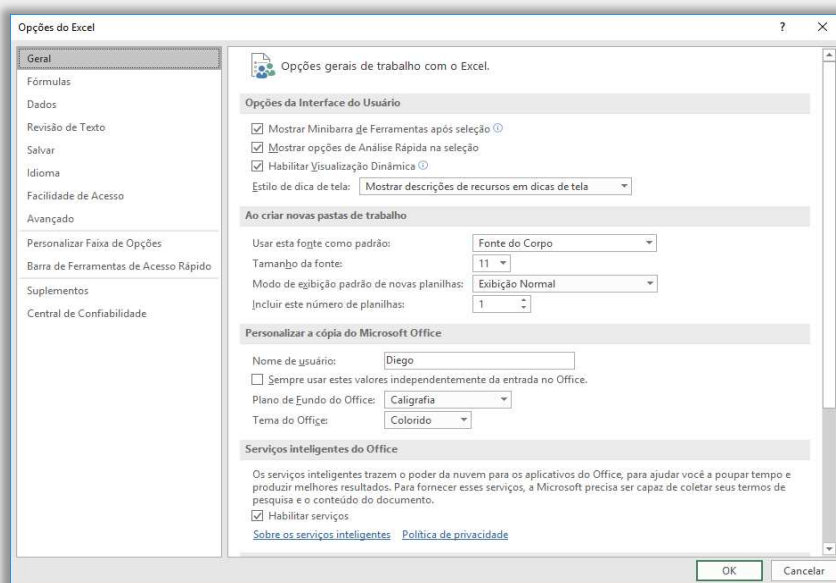 Opções do Excel
?
Geral
Fórmulas
Dados
Revisão de Texto
Salvar
Idioma
Facilidade de Acesso
Avançado
Personalizar Faixa de Opções
Barra de Ferramentas de Acesso Rápido
Suplementos
Central de Confiabilidade
Opções gerais de trabalho com o Excel.
Opções da Interface do Usuário
Mostrar Minibarra de Ferramentas após seleção
Mostrar opções de Análise Rápida na seleção
Habilitar Visualização Dinâmica
Estilo de dica de tela: Mostrar descrições de recursos em dicas de tela
Ao criar novas pastas de trabalho
Usar esta fonte como padrão: Fonte do Corpo
Tamanho da fonte: 11
Modo de exibição padrão de novas planilhas: Exibição Normal
Incluir este número de planilhas: 1
Personalizar a cópia do Microsoft Office
Nome de usuário: Diego
Sempre usar estes valores independentemente da entrada no Office.
Plano de Fundo do Office: Caligrafia
Tema do Office: Colorido
Serviços inteligentes do Office
Os serviços inteligentes trazem o poder da nuvem para os aplicativos do Office, para ajudar você a poupar tempo e
produzir melhores resultados. Para fornecer esses serviços, a Microsoft precisa ser capaz de coletar seus termos de
pesquisa e o conteúdo do documento.
Habilitar serviços
Sobre os serviços inteligentes Política de privacidade
OK Cancelar